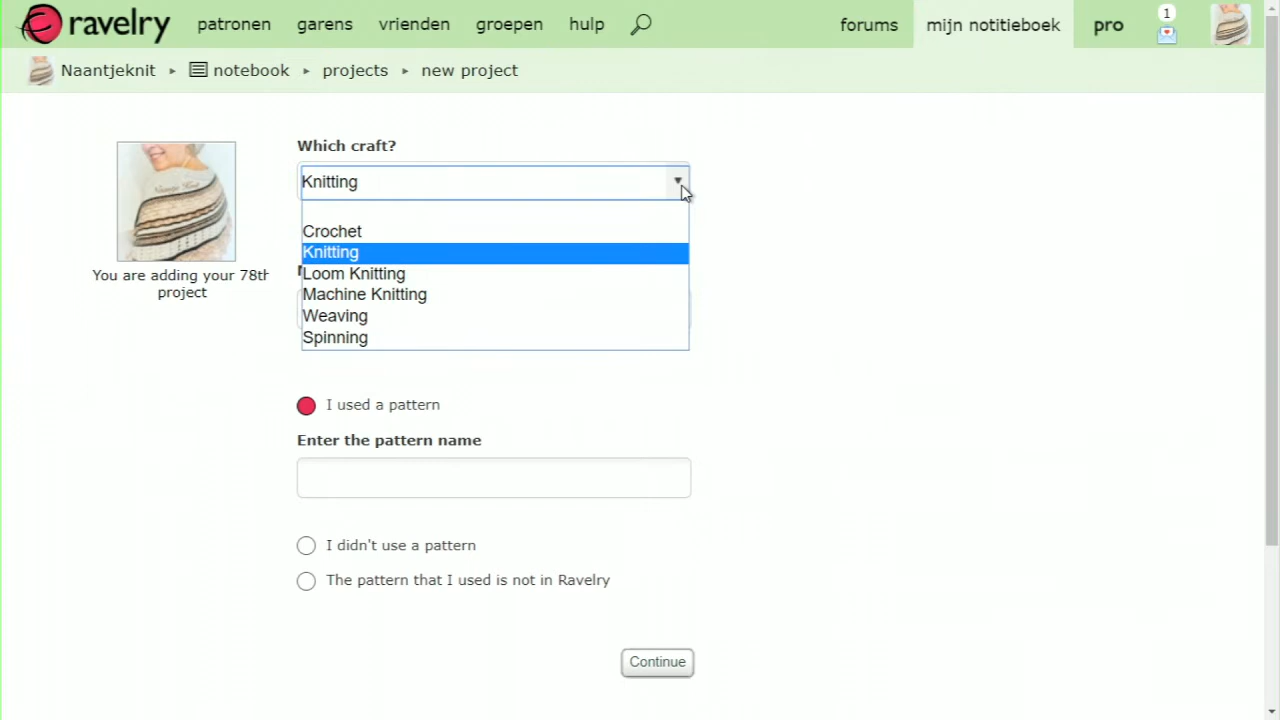 ravelry patronen garens vrienden groepen hulp forums mijn notitieboek pro 1
Naantjeknit ▸ notebook ▸ projects ▸ new project
Which craft?
Knitting
Crochet
Knitting
Loom Knitting
Machine Knitting
Weaving
Spinning
You are adding your 78th
project
I used a pattern
Enter the pattern name
I didn't use a pattern
The pattern that I used is not in Ravelry
Continue